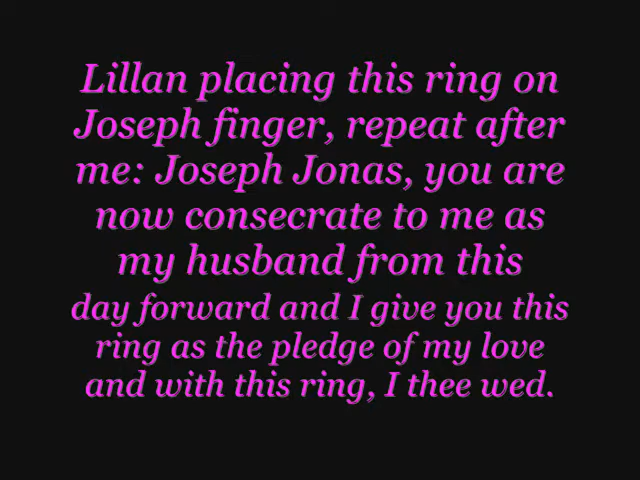 Lillan placing this ring on
Joseph finger, repeat after
me: Joseph Jonas, you are
now consecrate to me as
my husband from this
day forward and I give you this
ring as the pledge of my love
and with this ring, I thee wed.